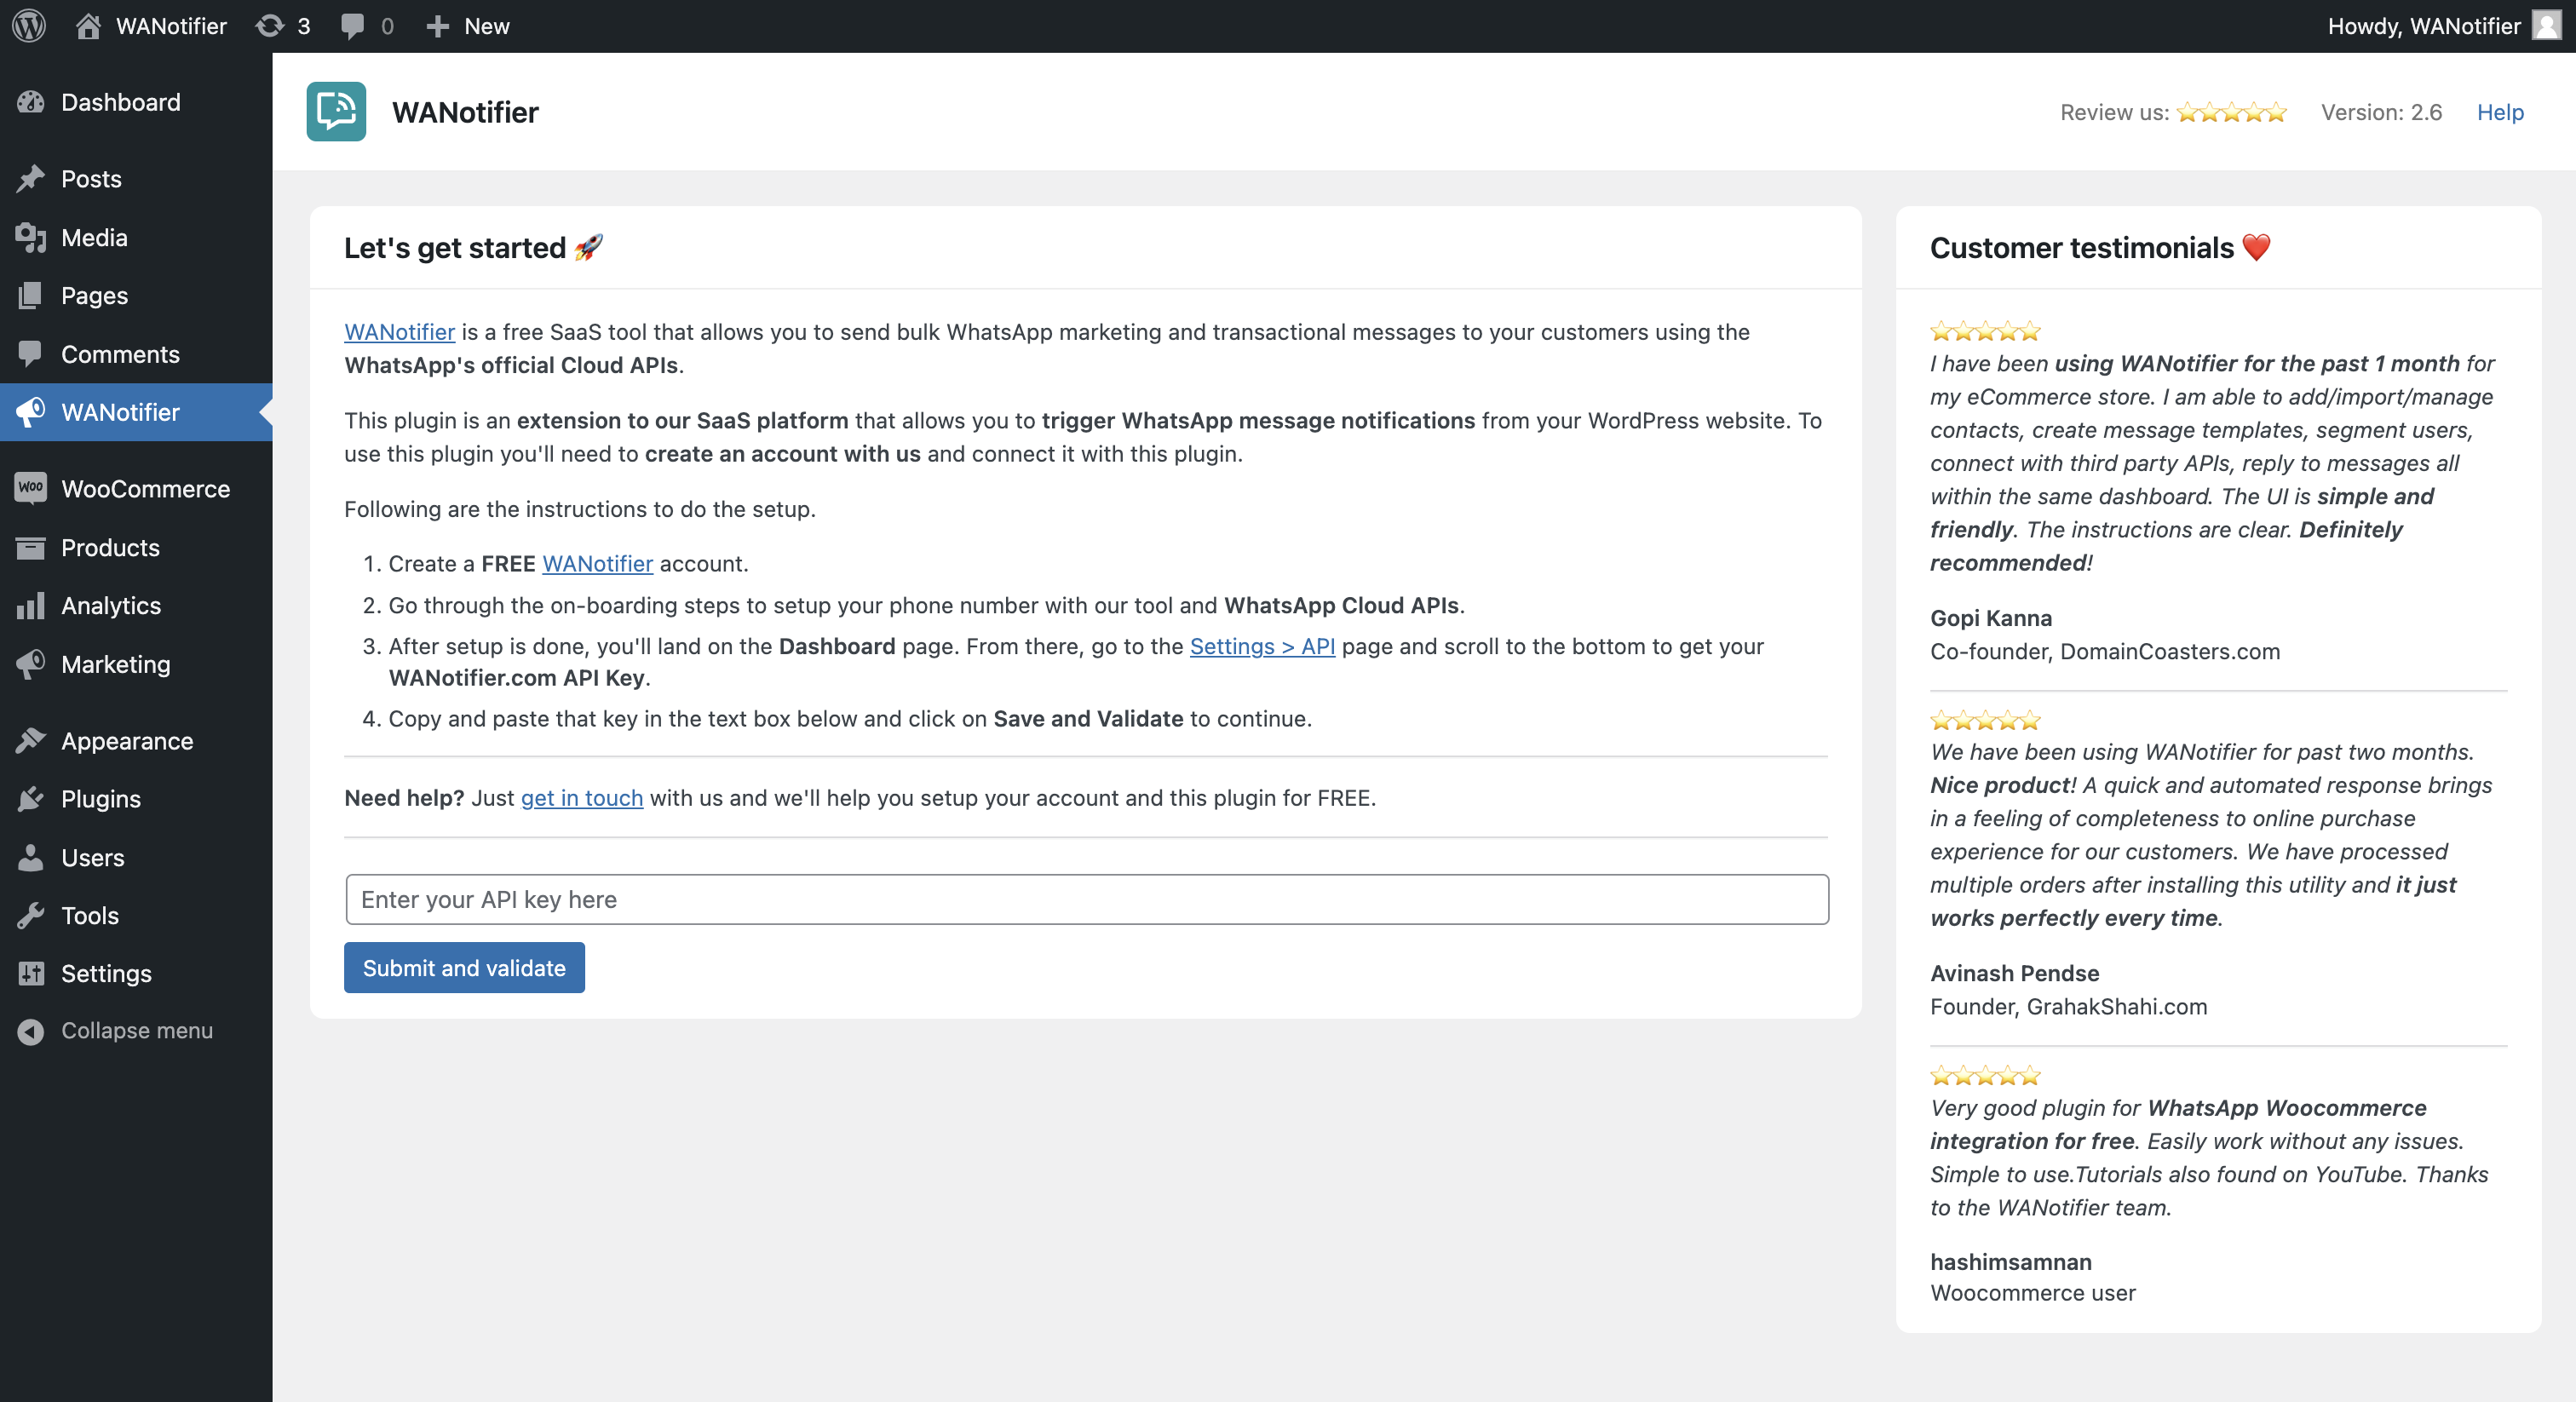 WANotifier
3
0
New
Howdy, WANotifier
Dashboard
Posts
Media
Pages
Comments
WANotifier
Woo WooCommerce
Products
Analytics
Marketing
Appearance
Plugins
Users
Tools
Settings
Collapse menu
WANotifier
Review us: ⭐⭐⭐⭐⭐
Version: 2.6
Help
Let's get started 🚀
WANotifier is a free SaaS tool that allows you to send bulk WhatsApp marketing and transactional messages to your customers using the
WhatsApp's official Cloud APIs.
This plugin is an extension to our SaaS platform that allows you to trigger WhatsApp message notifications from your WordPress website. To
use this plugin you'll need to create an account with us and connect it with this plugin.
Following are the instructions to do the setup.
1. Create a FREE WANotifier account.
2. Go through the on-boarding steps to setup your phone number with our tool and WhatsApp Cloud APIs.
3. After setup is done, you'll land on the Dashboard page. From there, go to the Settings > API page and scroll to the bottom to get your
WANotifier.com API Key.
4. Copy and paste that key in the text box below and click on Save and Validate to continue.
Need help? Just get in touch with us and we'll help you setup your account and this plugin for FREE.
Enter your API key here
Submit and validate
Customer testimonials ❤️
⭐⭐⭐⭐⭐
I have been using WANotifier for the past 1 month for
my eCommerce store. I am able to add/import/manage
contacts, create message templates, segment users,
connect with third party APIs, reply to messages all
within the same dashboard. The UI is simple and
friendly. The instructions are clear. Definitely
recommended!
Gopi Kanna
Co-founder, DomainCoasters.com
⭐⭐⭐⭐⭐
We have been using WANotifier for past two months.
Nice product! A quick and automated response brings
in a feeling of completeness to online purchase
experience for our customers. We have processed
multiple orders after installing this utility and it just
works perfectly every time.
Avinash Pendse
Founder, GrahakShahi.com
⭐⭐⭐⭐⭐
Very good plugin for WhatsApp Woocommerce
integration for free. Easily work without any issues.
Simple to use.Tutorials also found on YouTube. Thanks
to the WANotifier team.
hashimsamnan
Woocommerce user